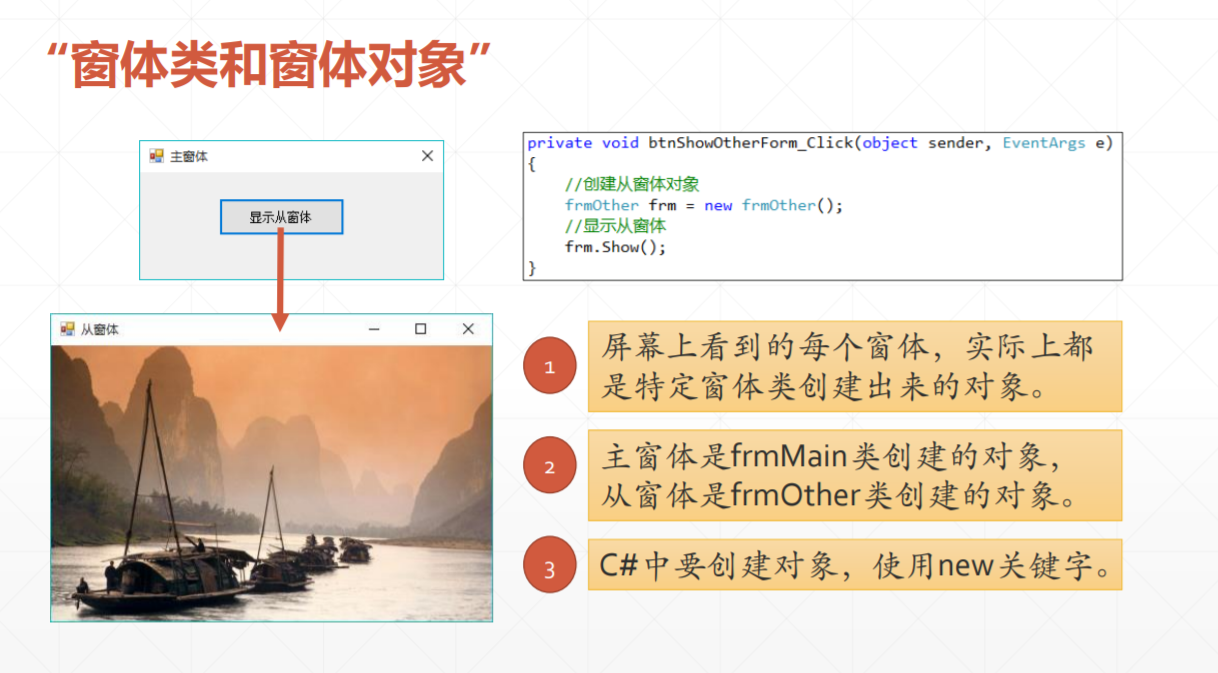 “窗体类和窗体对象”
主窗体
显示从窗体
从窗体
private void btnShowOtherForm_Click(object sender, EventArgs e)
{
//创建从窗体对象
frmOther frm = new frmOther();
//显示从窗体
frm.Show();
}
1
屏幕上看到的每个窗体，实际上都
是特定窗体类创建出来的对象。
2
主窗体是frmMain类创建的对象，
从窗体是frmOther类创建的对象。
3
C#中要创建对象，使用new关键字。